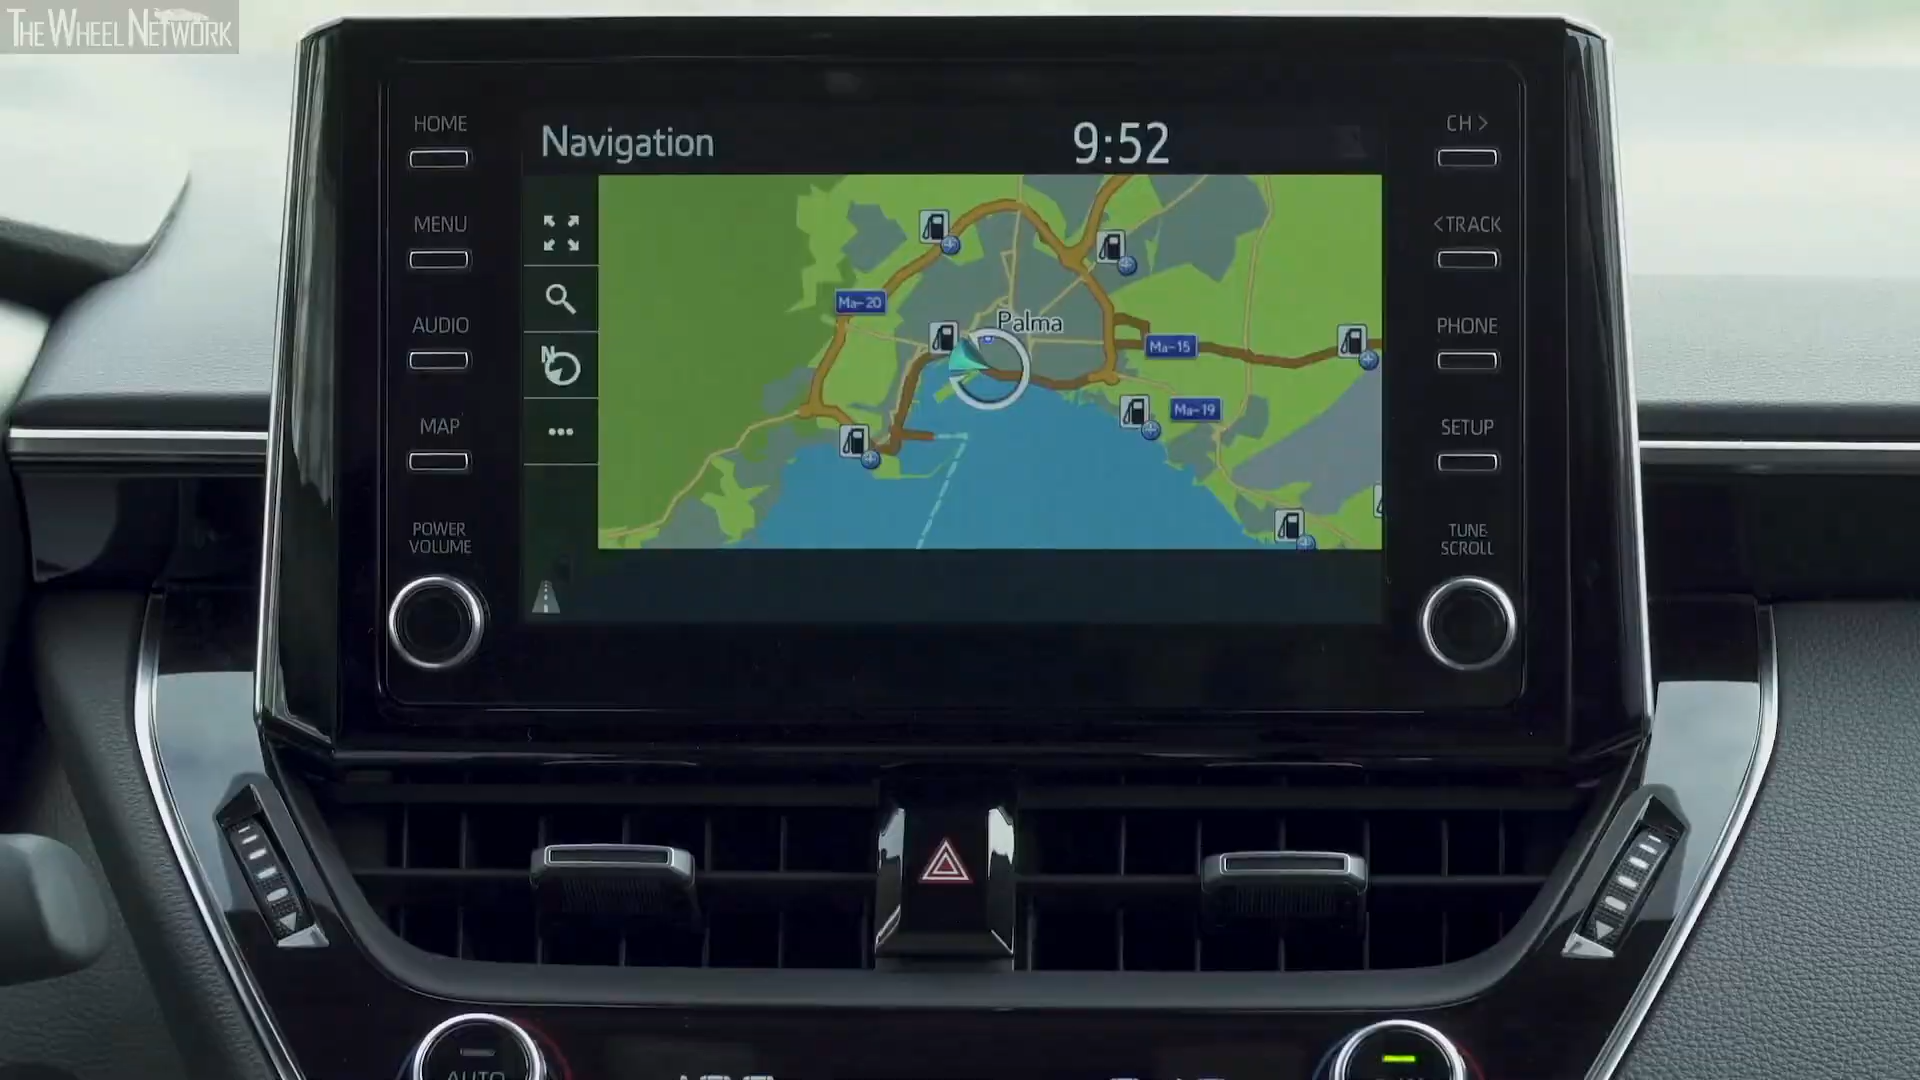 THE WHEEL NETWORK
HOME
MENU
AUDIO
MAP
POWER
VOLUME
Navigation
9:52
N
Ma-20
Palma
Ma-15
Ma-19
CH >
<TRACK
PHONE
SETUP
TUNE
SCROLL
AUTO